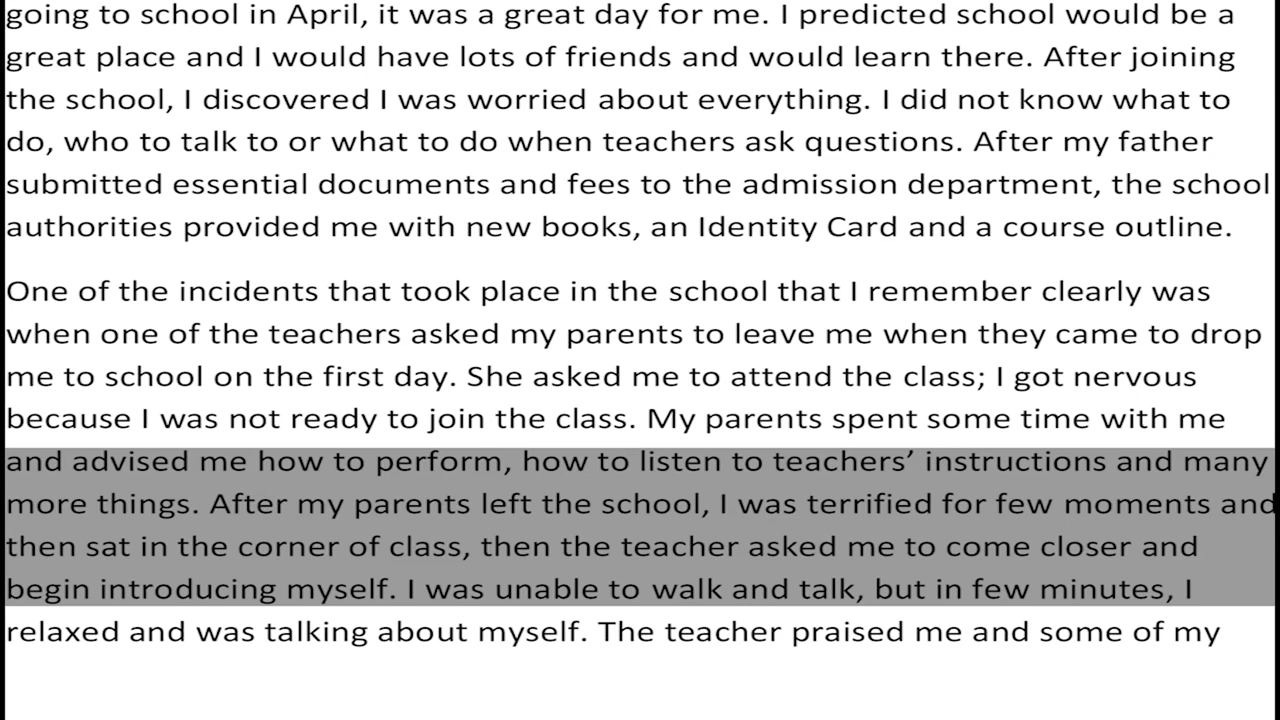 going to school in April, it was a great day for me. I predicted school would be a
great place and I would have lots of friends and would learn there. After joining
the school, I discovered I was worried about everything. I did not know what to
do, who to talk to or what to do when teachers ask questions. After my father
submitted essential documents and fees to the admission department, the school
authorities provided me with new books, an Identity Card and a course outline.
One of the incidents that took place in the school that I remember clearly was
when one of the teachers asked my parents to leave me when they came to drop
me to school on the first day. She asked me to attend the class; I got nervous
because I was not ready to join the class. My parents spent some time with me
and advised me how to perform, how to listen to teachers’ instructions and many
more things. After my parents left the school, I was terrified for few moments and
then sat in the corner of class, then the teacher asked me to come closer and
begin introducing myself. I was unable to walk and talk, but in few minutes, I
relaxed and was talking about myself. The teacher praised me and some of my